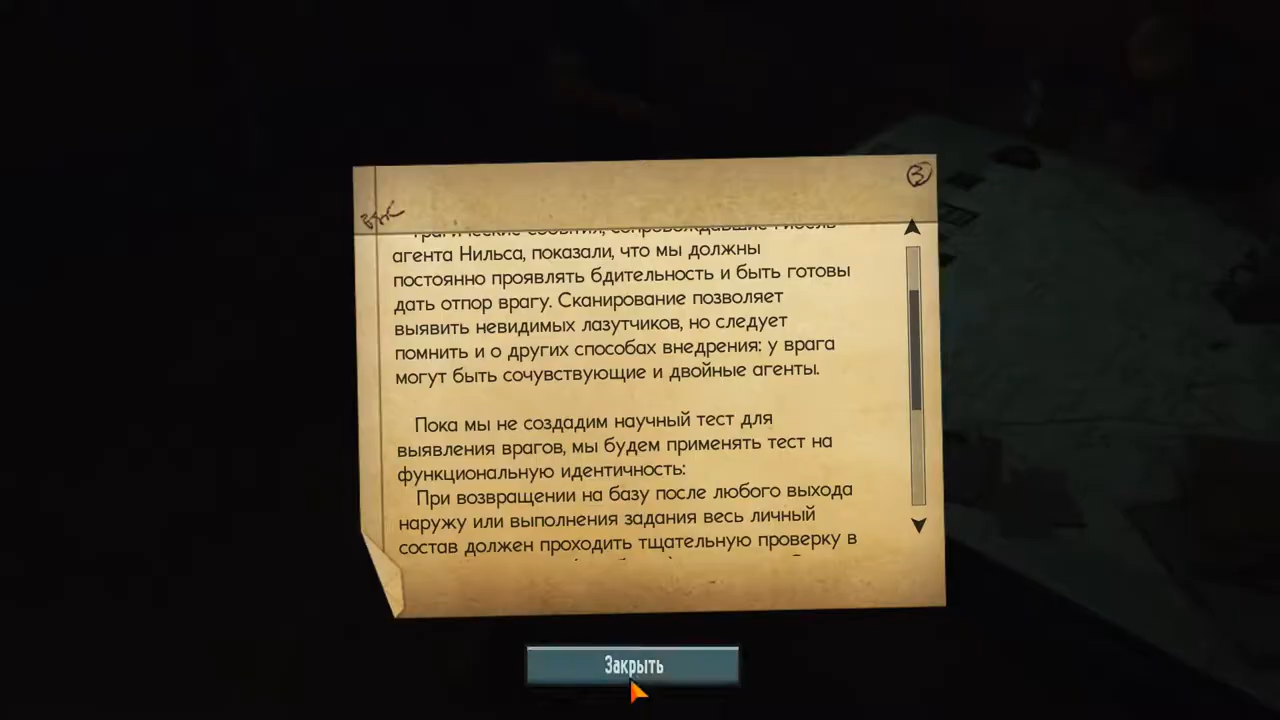 ③
агента Нильса, показали, что мы должны
постоянно проявлять бдительность и быть готовы
дать отпор врагу. Сканирование позволяет
выявить невидимых лазутчиков, но следует
помнить и о других способах внедрения: у врага
могут быть сочувствующие и двойные агенты.
Пока мы не создадим научный тест для
выявления врагов, мы будем применять тест на
функциональную идентичность:
При возвращении на базу после любого выхода
наружу или выполнения задания весь личный
состав должен проходить тщательную проверку в
Закрыть